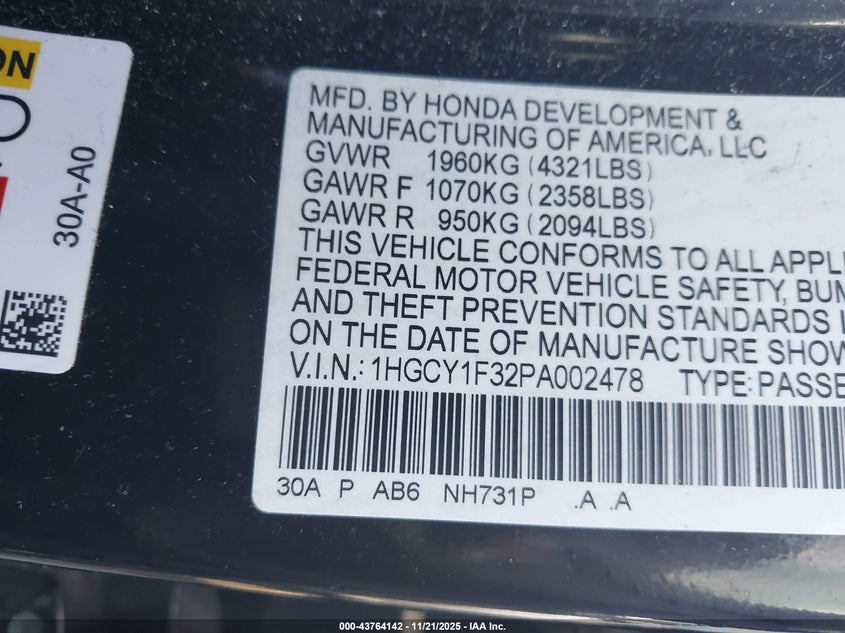 ON
30A-A0
MFD. BY HONDA DEVELOPMENT &
MANUFACTURING OF AMERICA, LLC
GVWR 1960KG (4321LBS)
GAWR F 1070KG (2358LBS)
GAWR R 950KG (2094LBS)
THIS VEHICLE CONFORMS TO ALL APPLI
FEDERAL MOTOR VEHICLE SAFETY, BUM
AND THEFT PREVENTION STANDARDS I
ON THE DATE OF MANUFACTURE SHOW
V.I.N.: 1HGCY1F32PA002478 TYPE:PASSE
30A P AB6 NH731P .A .A
000-43764142 - 11/21/2025 - IAA Inc.